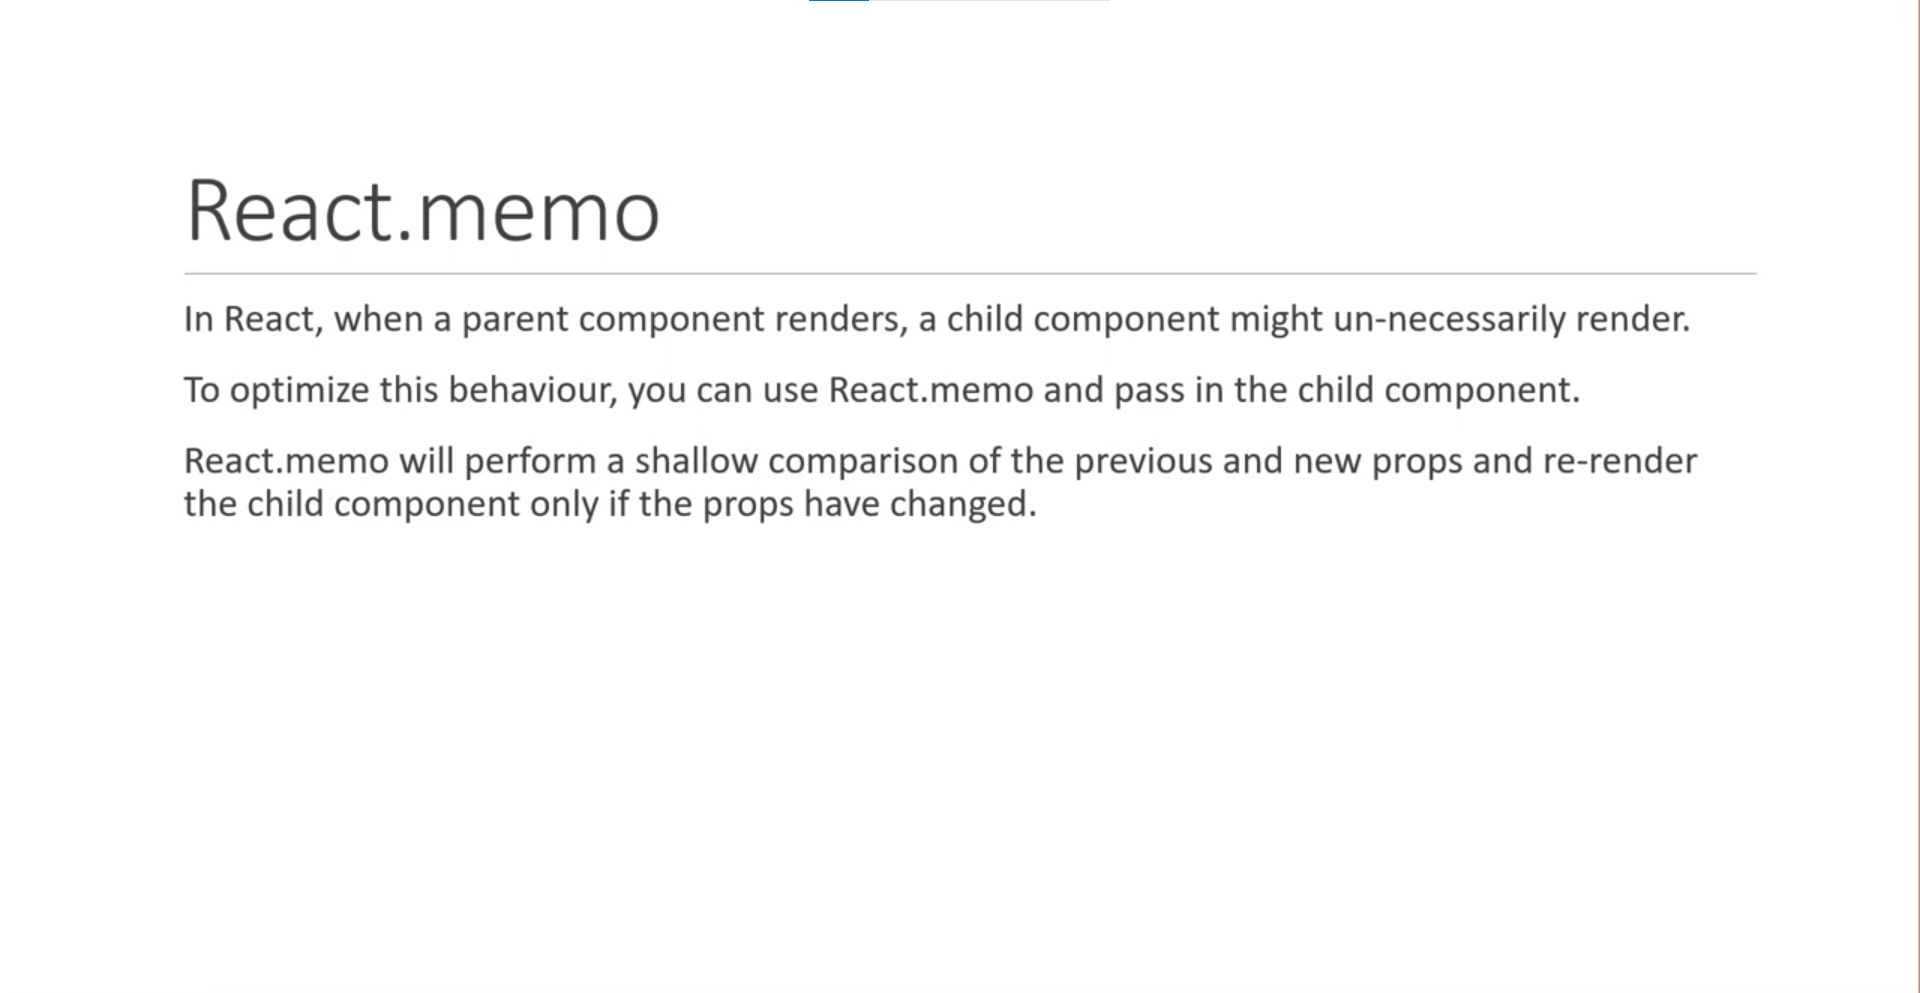 React.memo
In React, when a parent component renders, a child component might un-necessarily render.
To optimize this behaviour, you can use React.memo and pass in the child component.
React.memo will perform a shallow comparison of the previous and new props and re-render
the child component only if the props have changed.